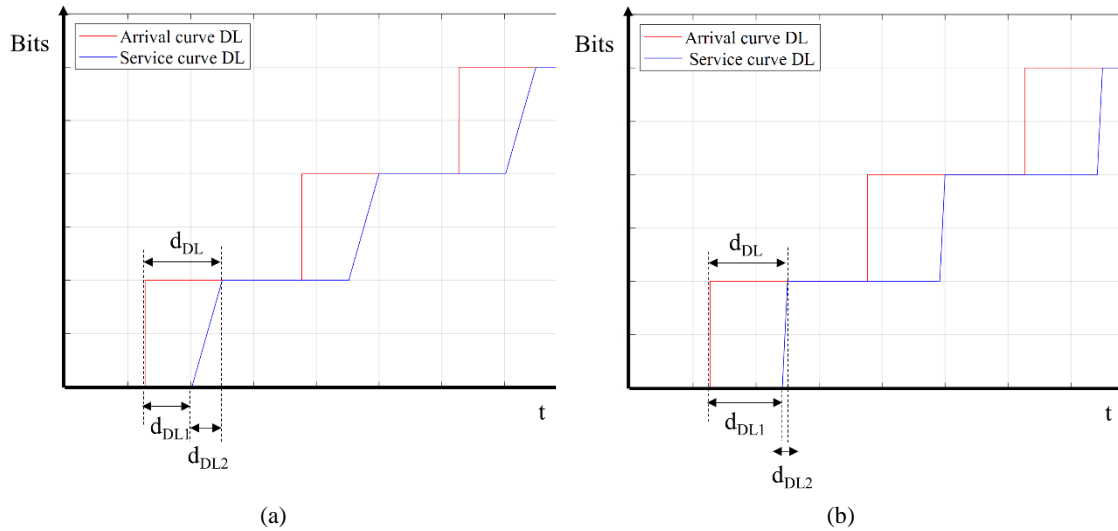 Bits
Arrival curve DL
Service curve DL
dDL
dDL1
dDL2
t
(a)
Bits
Arrival curve DL
Service curve DL
dDL
dDL1
dDL2
t
(b)